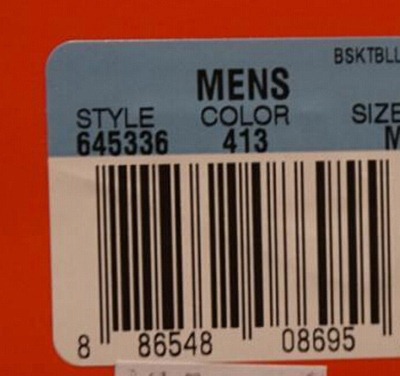 BSKTBLL
MENS
STYLE COLOR SIZE
645336 413 M
8 86548 08695